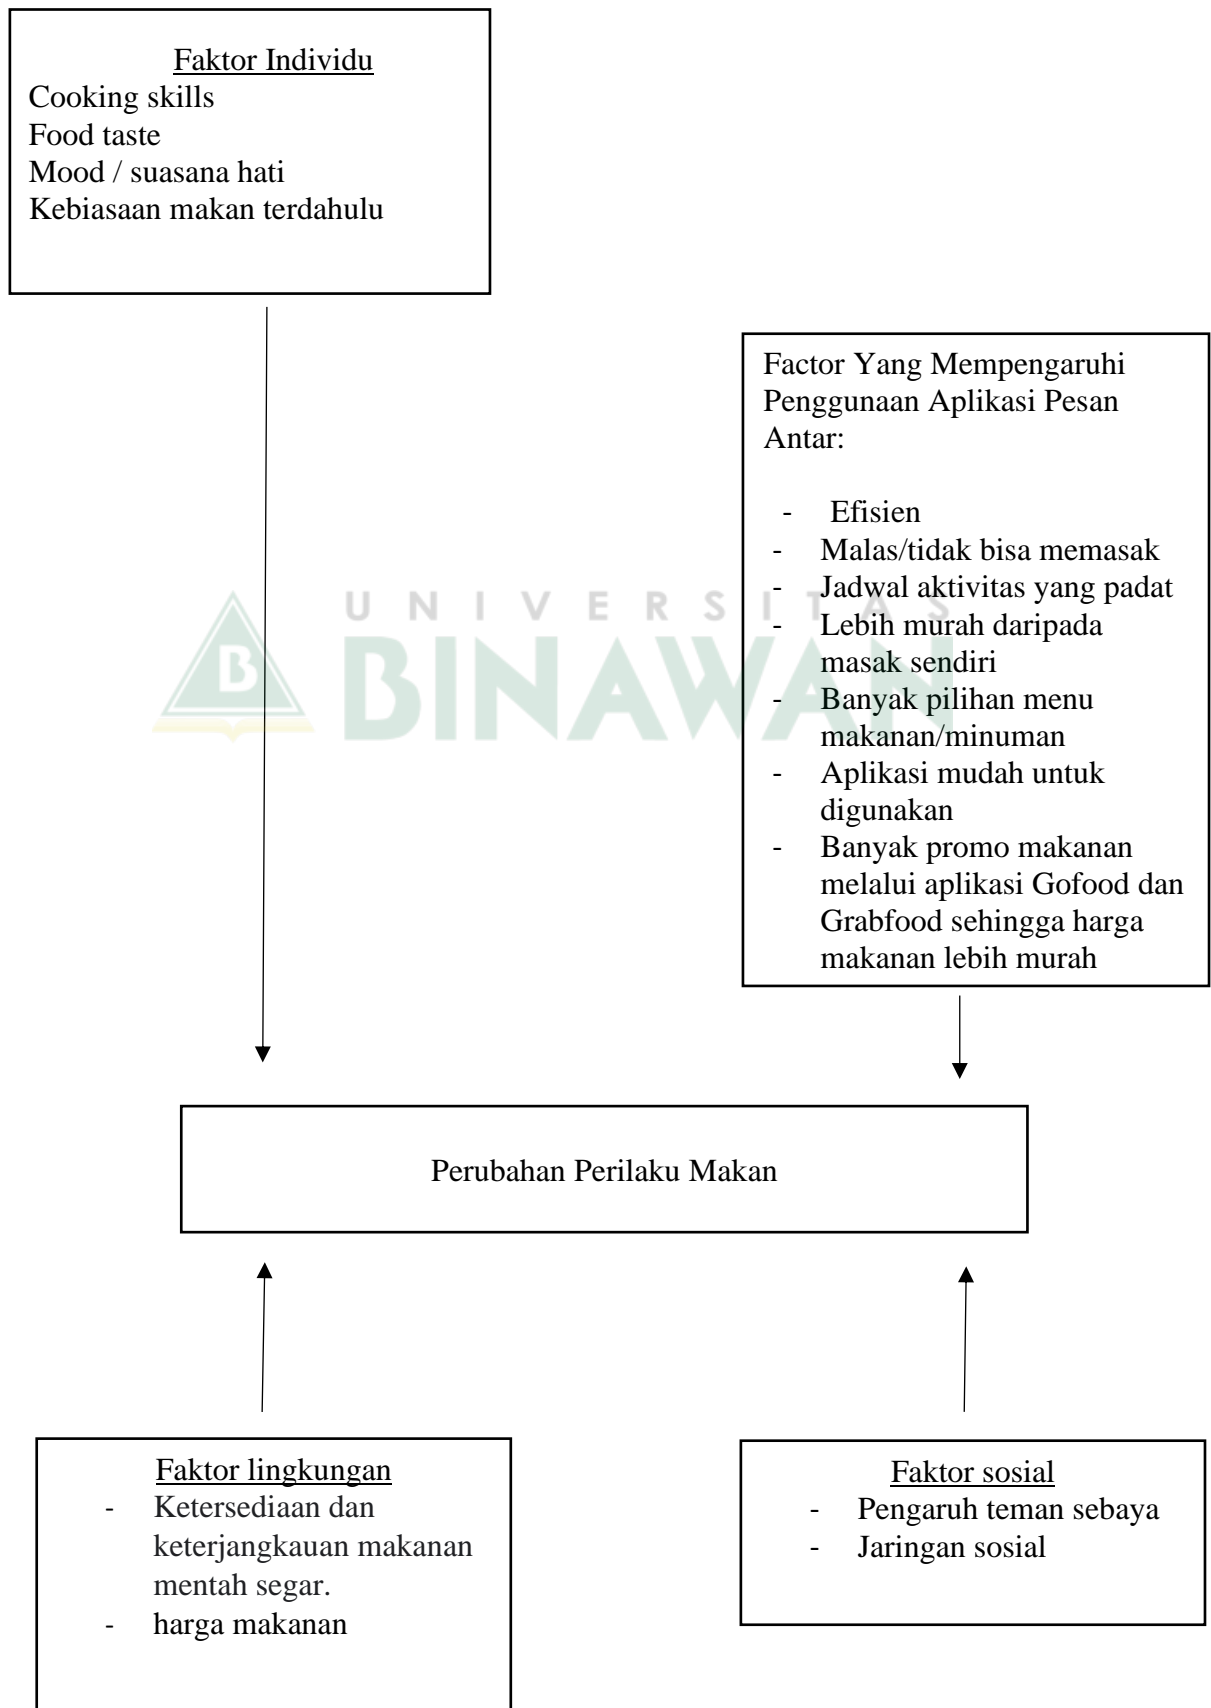 Faktor Individu
Cooking skills
Food taste
Mood / suasana hati
Kebiasaan makan terdahulu
Factor Yang Mempengaruhi
Penggunaan Aplikasi Pesan
Antar:
- Efisien
- Malas/tidak bisa memasak
- Jadwal aktivitas yang padat
- Lebih murah daripada
masak sendiri
- Banyak pilihan menu
makanan/minuman
- Aplikasi mudah untuk
digunakan
- Banyak promo makanan
melalui aplikasi Gofood dan
Grabfood sehingga harga
makanan lebih murah
UNIVERSITAS
B BINAWAN
Perubahan Perilaku Makan
Faktor lingkungan
- Ketersediaan dan
keterjangkauan makanan
mentah segar.
- harga makanan
Faktor sosial
- Pengaruh teman sebaya
- Jaringan sosial